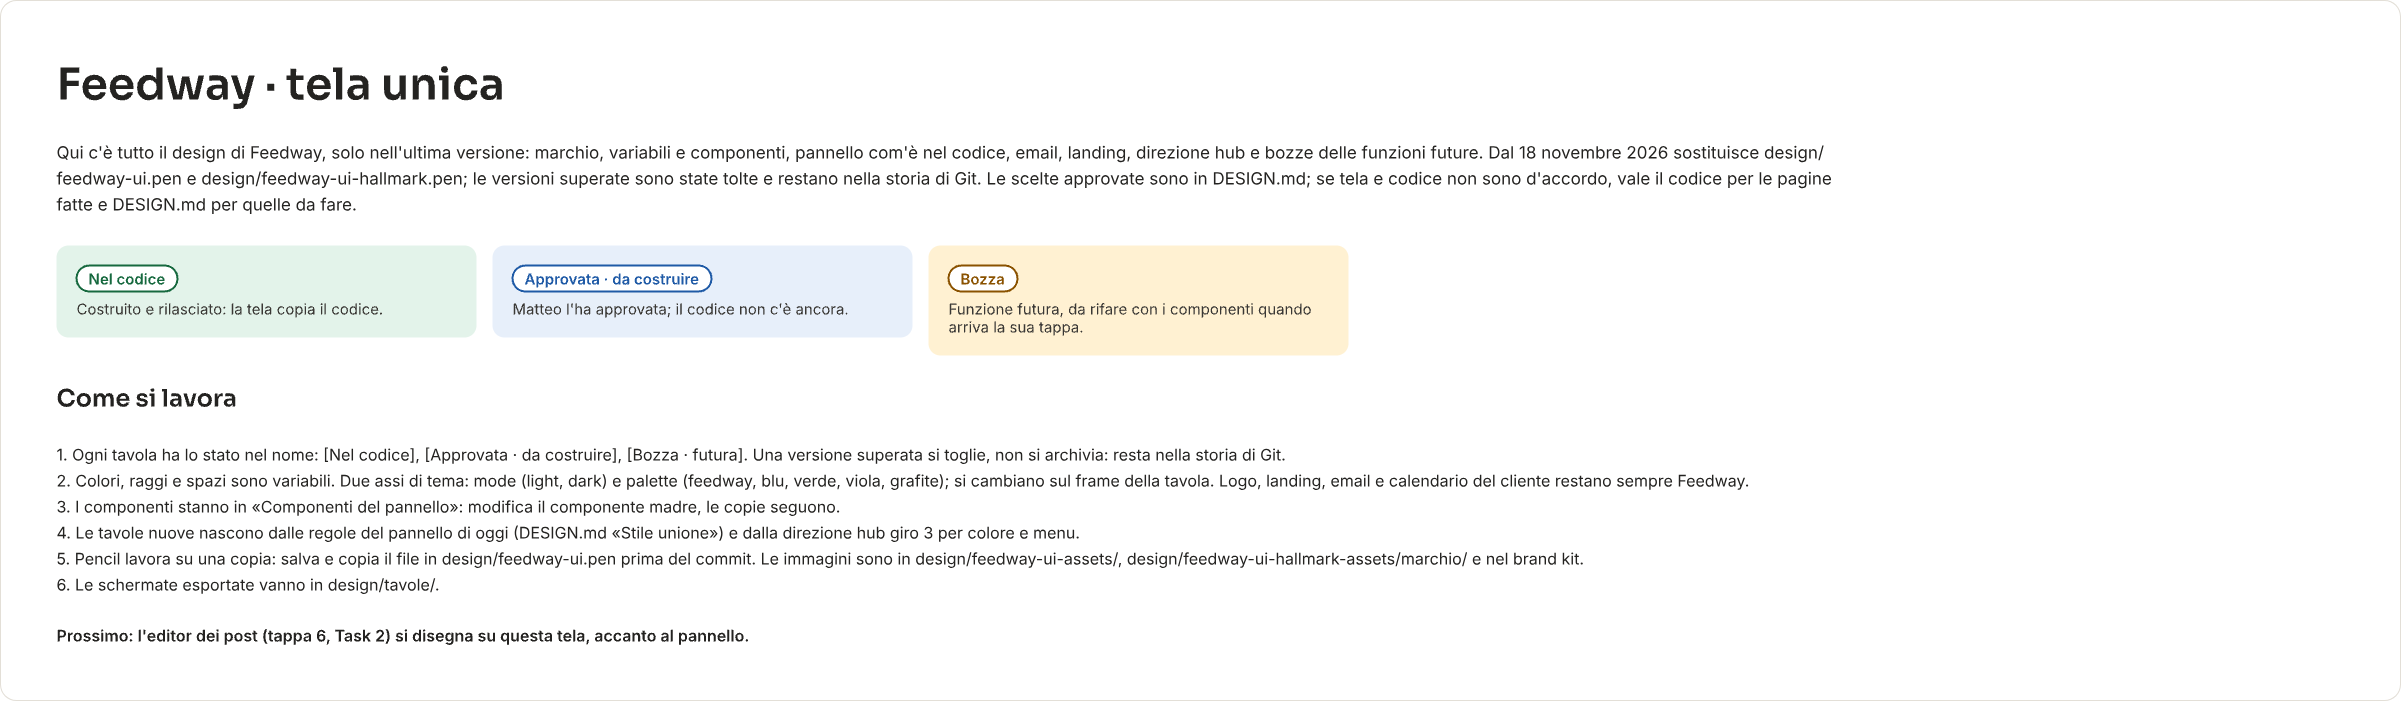 Feedway · tela unica
Qui c'è tutto il design di Feedway, solo nell'ultima versione: marchio, variabili e componenti, pannello com'è nel codice, email, landing, direzione hub e bozze delle funzioni future. Dal 18 novembre 2026 sostituisce design/
feedway-ui.pen e design/feedway-ui-hallmark.pen; le versioni superate sono state tolte e restano nella storia di Git. Le scelte approvate sono in DESIGN.md; se tela e codice non sono d'accordo, vale il codice per le pagine
fatte e DESIGN.md per quelle da fare.
Nel codice
Costruito e rilasciato: la tela copia il codice.
Approvata · da costruire
Matteo l'ha approvata; il codice non c'è ancora.
Bozza
Funzione futura, da rifare con i componenti quando
arriva la sua tappa.
Come si lavora
1. Ogni tavola ha lo stato nel nome: [Nel codice], [Approvata · da costruire], [Bozza · futura]. Una versione superata si toglie, non si archivia: resta nella storia di Git.
2. Colori, raggi e spazi sono variabili. Due assi di tema: mode (light, dark) e palette (feedway, blu, verde, viola, grafite); si cambiano sul frame della tavola. Logo, landing, email e calendario del cliente restano sempre Feedway.
3. I componenti stanno in «Componenti del pannello»: modifica il componente madre, le copie seguono.
4. Le tavole nuove nascono dalle regole del pannello di oggi (DESIGN.md «Stile unione») e dalla direzione hub giro 3 per colore e menu.
5. Pencil lavora su una copia: salva e copia il file in design/feedway-ui.pen prima del commit. Le immagini sono in design/feedway-ui-assets/, design/feedway-ui-hallmark-assets/marchio/ e nel brand kit.
6. Le schermate esportate vanno in design/tavole/.
Prossimo: l'editor dei post (tappa 6, Task 2) si disegna su questa tela, accanto al pannello.